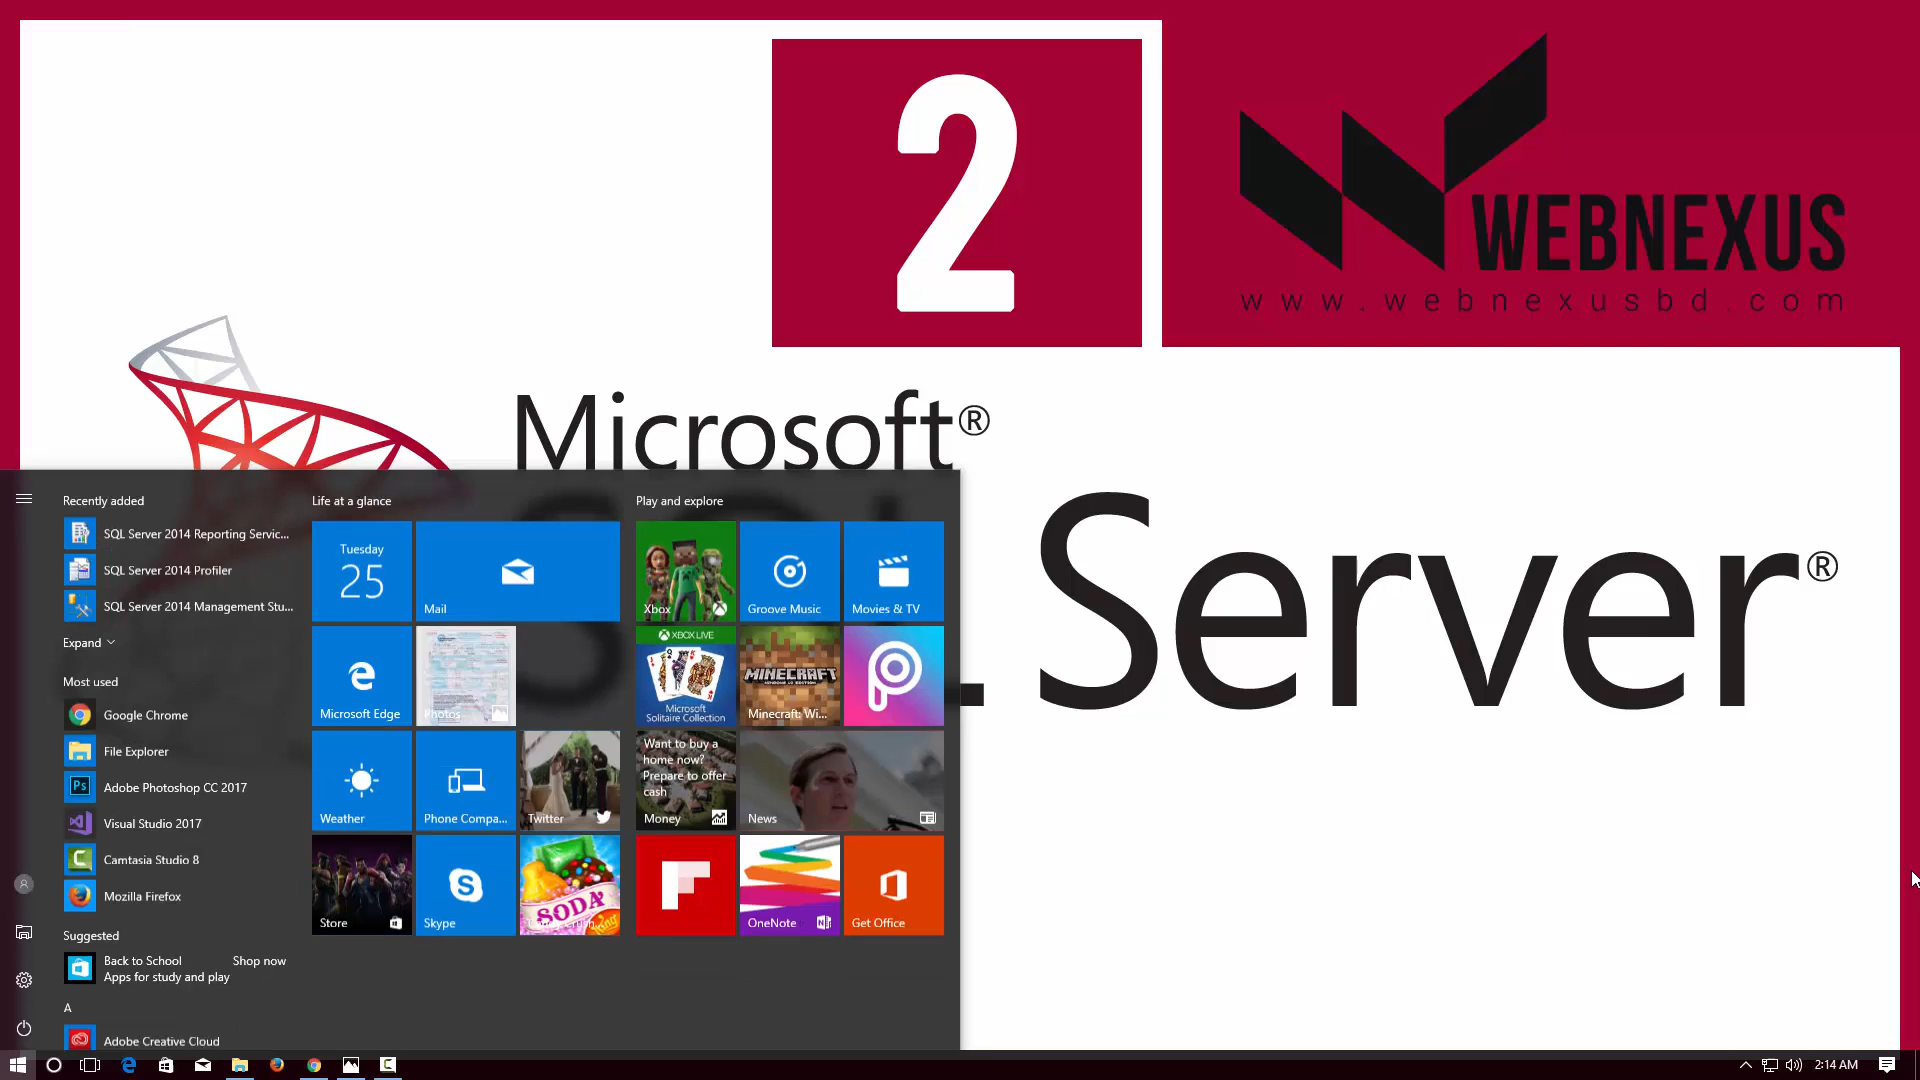 2
WEBNEXUS
www.webnexusbd.com
Microsoft®
Server®
Recently added
SQL Server 2014 Reporting Servic...
SQL Server 2014 Profiler
SQL Server 2014 Management Stu...
Expand
Most used
Google Chrome
File Explorer
Ps
Adobe Photoshop CC 2017
Visual Studio 2017
Camtasia Studio 8
Mozilla Firefox
Suggested
Back to School Shop now
Apps for study and play
A
Adobe Creative Cloud
Life at a glance
Tuesday
25
Mail
Microsoft Edge
Photos
Weather
Phone Compa...
Twitter
Store
Skype
SODA
Play and explore
Xbox
Groove Music
Movies & TV
XBOX LIVE
Microsoft
Solitaire Collection
MINECRAFT
Minecraft: Wi...
Want to buy a
home now?
Prepare to offer
cash
Money
News
OneNote
Get Office
2:14 AM